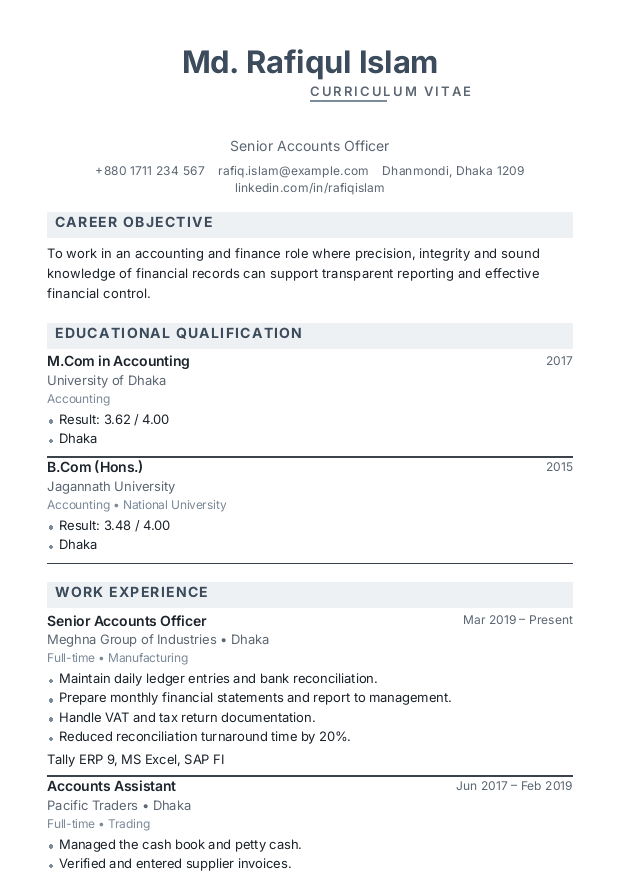 Md. Rafiqul Islam
CURRICULUM VITAE
Senior Accounts Officer
+880 1711 234 567 rafiq.islam@example.com Dhanmondi, Dhaka 1209
linkedin.com/in/rafiqislam
CAREER OBJECTIVE
To work in an accounting and finance role where precision, integrity and sound
knowledge of financial records can support transparent reporting and effective
financial control.
EDUCATIONAL QUALIFICATION
M.Com in Accounting 2017
University of Dhaka
Accounting
• Result: 3.62 / 4.00
• Dhaka
B.Com (Hons.) 2015
Jagannath University
Accounting • National University
• Result: 3.48 / 4.00
• Dhaka
WORK EXPERIENCE
Senior Accounts Officer Mar 2019 – Present
Meghna Group of Industries • Dhaka
Full-time • Manufacturing
• Maintain daily ledger entries and bank reconciliation.
• Prepare monthly financial statements and report to management.
• Handle VAT and tax return documentation.
• Reduced reconciliation turnaround time by 20%.
Tally ERP 9, MS Excel, SAP FI
Accounts Assistant Jun 2017 – Feb 2019
Pacific Traders • Dhaka
Full-time • Trading
• Managed the cash book and petty cash.
• Verified and entered supplier invoices.